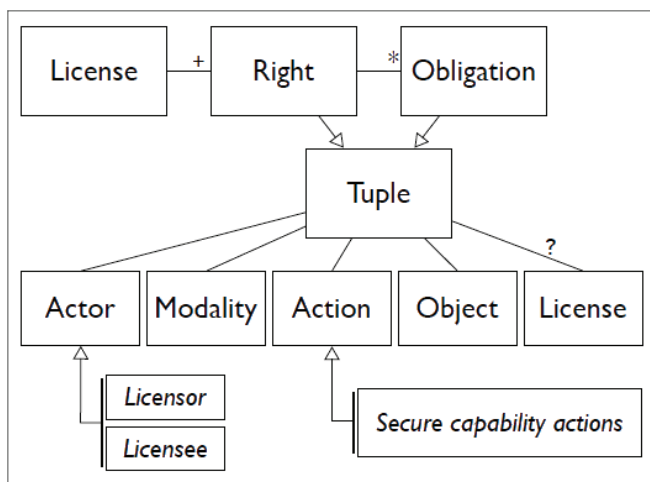 License + Right * Obligation
Tuple
?
Actor Modality Action Object License
Licensor
Licensee
Secure capability actions